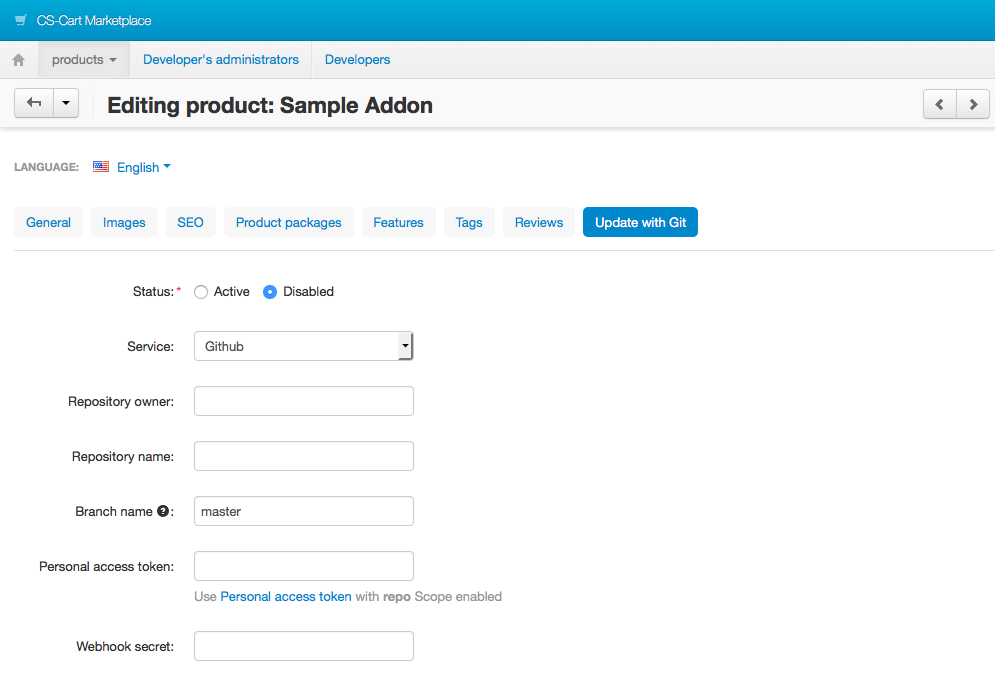 CS-Cart Marketplace
products Developer's administrators Developers
Editing product: Sample Addon
LANGUAGE: English
General Images SEO Product packages Features Tags Reviews Update with Git
Status:* Active Disabled
Service: Github
Repository owner:
Repository name:
Branch name ?: master
Personal access token:
Use Personal access token with repo Scope enabled
Webhook secret: